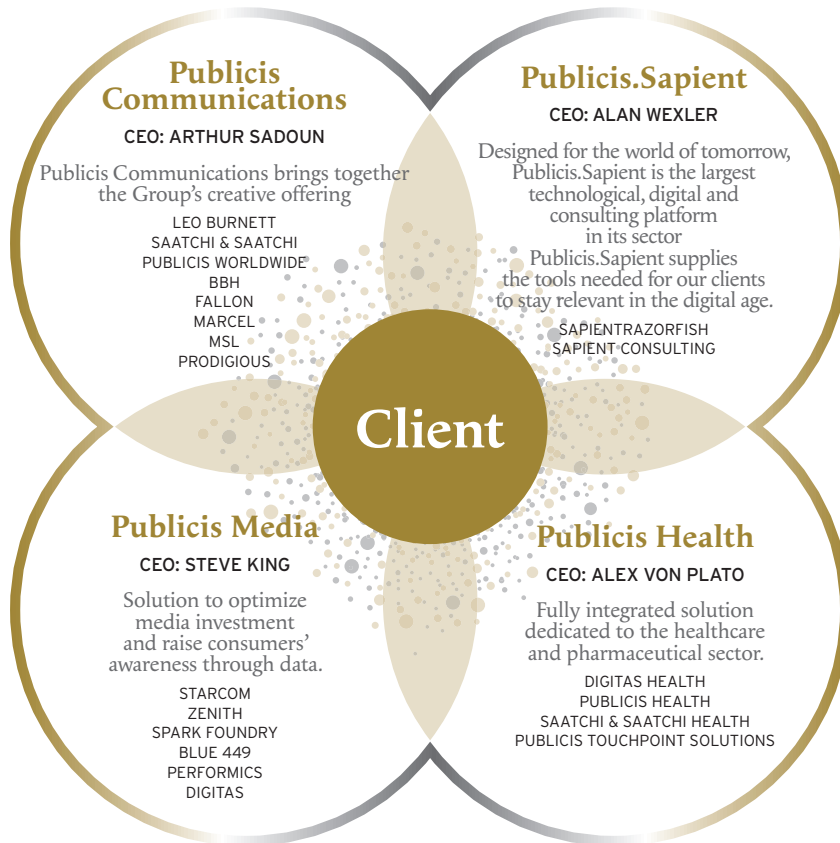 Publicis
Communications
CEO: ARTHUR SADOUN
Publicis Communications brings together
the Group’s creative offering
LEO BURNETT
SAATCHI & SAATCHI
PUBLICIS WORLDWIDE
BBH
FALLON
MARCEL
MSL
PRODIGIOUS
Publicis.Sapient
CEO: ALAN WEXLER
Designed for the world of tomorrow,
Publicis.Sapient is the largest
technological, digital and
consulting platform
in its sector
Publicis.Sapient supplies
the tools needed for our clients
to stay relevant in the digital age.
SAPIENTRAZORFISH
SAPIENT CONSULTING
Client
Publicis Media
CEO: STEVE KING
Solution to optimize
media investment
and raise consumers’
awareness through data.
STARCOM
ZENITH
SPARK FOUNDRY
BLUE 449
PERFORMICS
DIGITAS
Publicis Health
CEO: ALEX VON PLATO
Fully integrated solution
dedicated to the healthcare
and pharmaceutical sector.
DIGITAS HEALTH
PUBLICIS HEALTH
SAATCHI & SAATCHI HEALTH
PUBLICIS TOUCHPOINT SOLUTIONS